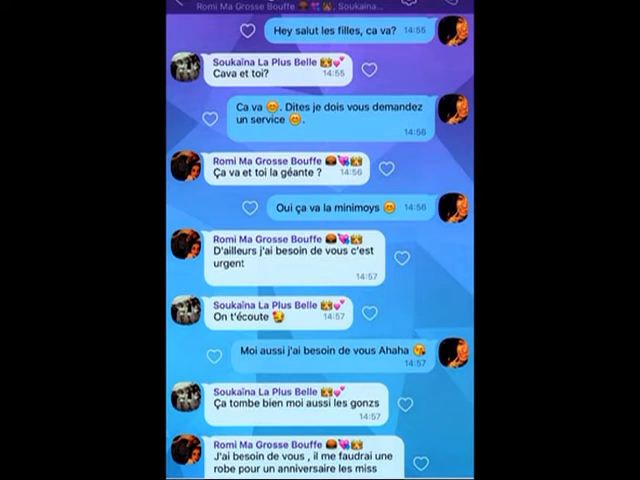 Romi Ma Grosse Bouffe 🍔💘👸, Soukaïna...
Hey salut les filles, ca va?
14:55
Soukaïna La Plus Belle 👸💕
Cava et toi?
14:55
Ca va 😊. Dites je dois vous demandez
un service 😊.
14:56
Romi Ma Grosse Bouffe 🍔💘👸
Ça va et toi la géante ?
14:56
Oui ça va la minimoys 😊
14:56
Romi Ma Grosse Bouffe 🍔💘👸
D'ailleurs j'ai besoin de vous c'est
urgent
14:57
Soukaïna La Plus Belle 👸💕
On t'écoute 🥰
14:57
Moi aussi j'ai besoin de vous Ahaha 😘
14:57
Soukaïna La Plus Belle 👸💕
Ça tombe bien moi aussi les gonzs
14:57
Romi Ma Grosse Bouffe 🍔💘👸
J'ai besoin de vous , il me faudrai une
robe pour un anniversaire les miss